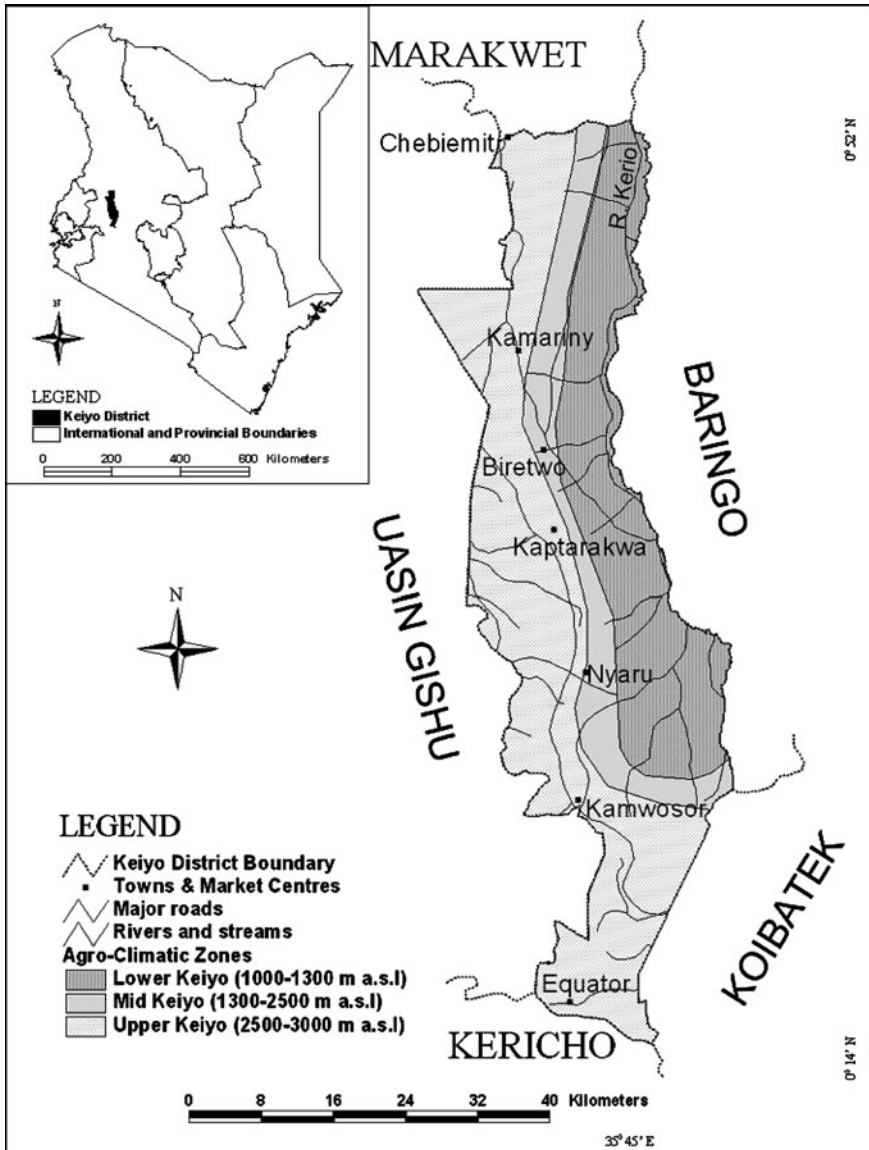 MARAKWET
Chebiemit
0° 52' N
R. Kerio
N
LEGEND
Keiyo District
International and Provincial Boundaries
0 200 400 600 Kilometers
Kamariny
BARINGO
Biretwo
Kaptarakwa
UASIN GISHU
N
Nyaru
Kamwosor
LEGEND
Keiyo District Boundary
Towns & Market Centres
Major roads
Rivers and streams
Agro-Climatic Zones
Lower Keiyo (1000-1300 m a.s.l)
Mid Keiyo (1300-2500 m a.s.l)
Upper Keiyo (2500-3000 m a.s.l)
KOIBATEK
Equator
KERICHO
0° 14' N
0 8 16 24 32 40 Kilometers
35° 45' E